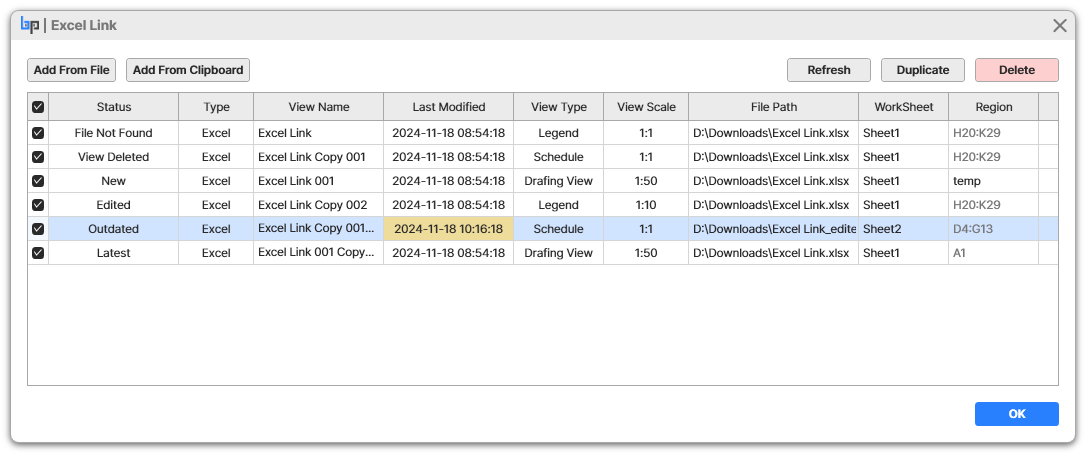 bp | Excel Link
Add From File Add From Clipboard Refresh Duplicate Delete
Status Type View Name Last Modified View Type View Scale File Path WorkSheet Region
File Not Found Excel Excel Link 2024-11-18 08:54:18 Legend 1:1 D:\Downloads\Excel Link.xlsx Sheet1 H20:K29
View Deleted Excel Excel Link Copy 001 2024-11-18 08:54:18 Schedule 1:1 D:\Downloads\Excel Link.xlsx Sheet1 H20:K29
New Excel Excel Link 001 2024-11-18 08:54:18 Drafing View 1:50 D:\Downloads\Excel Link.xlsx Sheet1 temp
Edited Excel Excel Link Copy 002 2024-11-18 08:54:18 Legend 1:10 D:\Downloads\Excel Link.xlsx Sheet1 H20:K29
Outdated Excel Excel Link Copy 001... 2024-11-18 10:16:18 Schedule 1:1 D:\Downloads\Excel Link_edite Sheet2 D4:G13
Latest Excel Excel Link 001 Copy... 2024-11-18 08:54:18 Drafing View 1:50 D:\Downloads\Excel Link.xlsx Sheet1 A1
OK